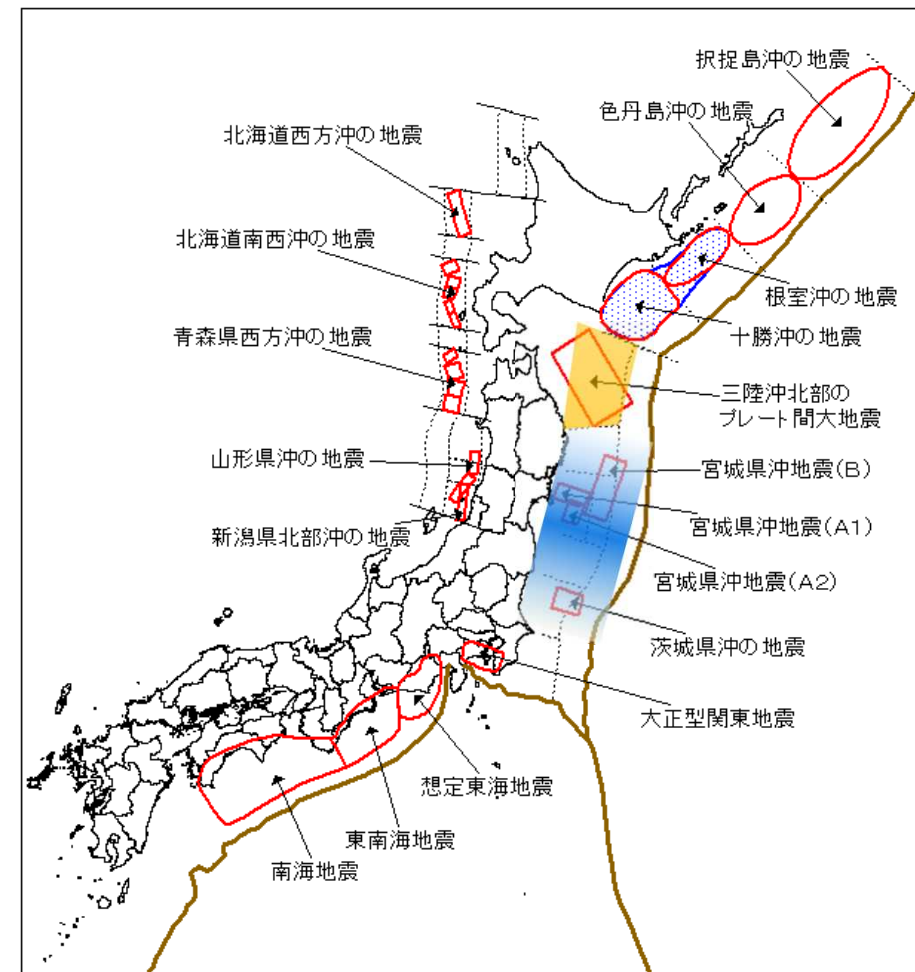 択捉島沖の地震
色丹島沖の地震
北海道西方沖の地震
北海道南西沖の地震
根室沖の地震
十勝沖の地震
青森県西方沖の地震
三陸沖北部の
プレート間大地震
山形県沖の地震
宮城県沖地震(B)
宮城県沖地震(A1)
新潟県北部沖の地震
宮城県沖地震(A2)
茨城県沖の地震
大正型関東地震
想定東海地震
東南海地震
南海地震